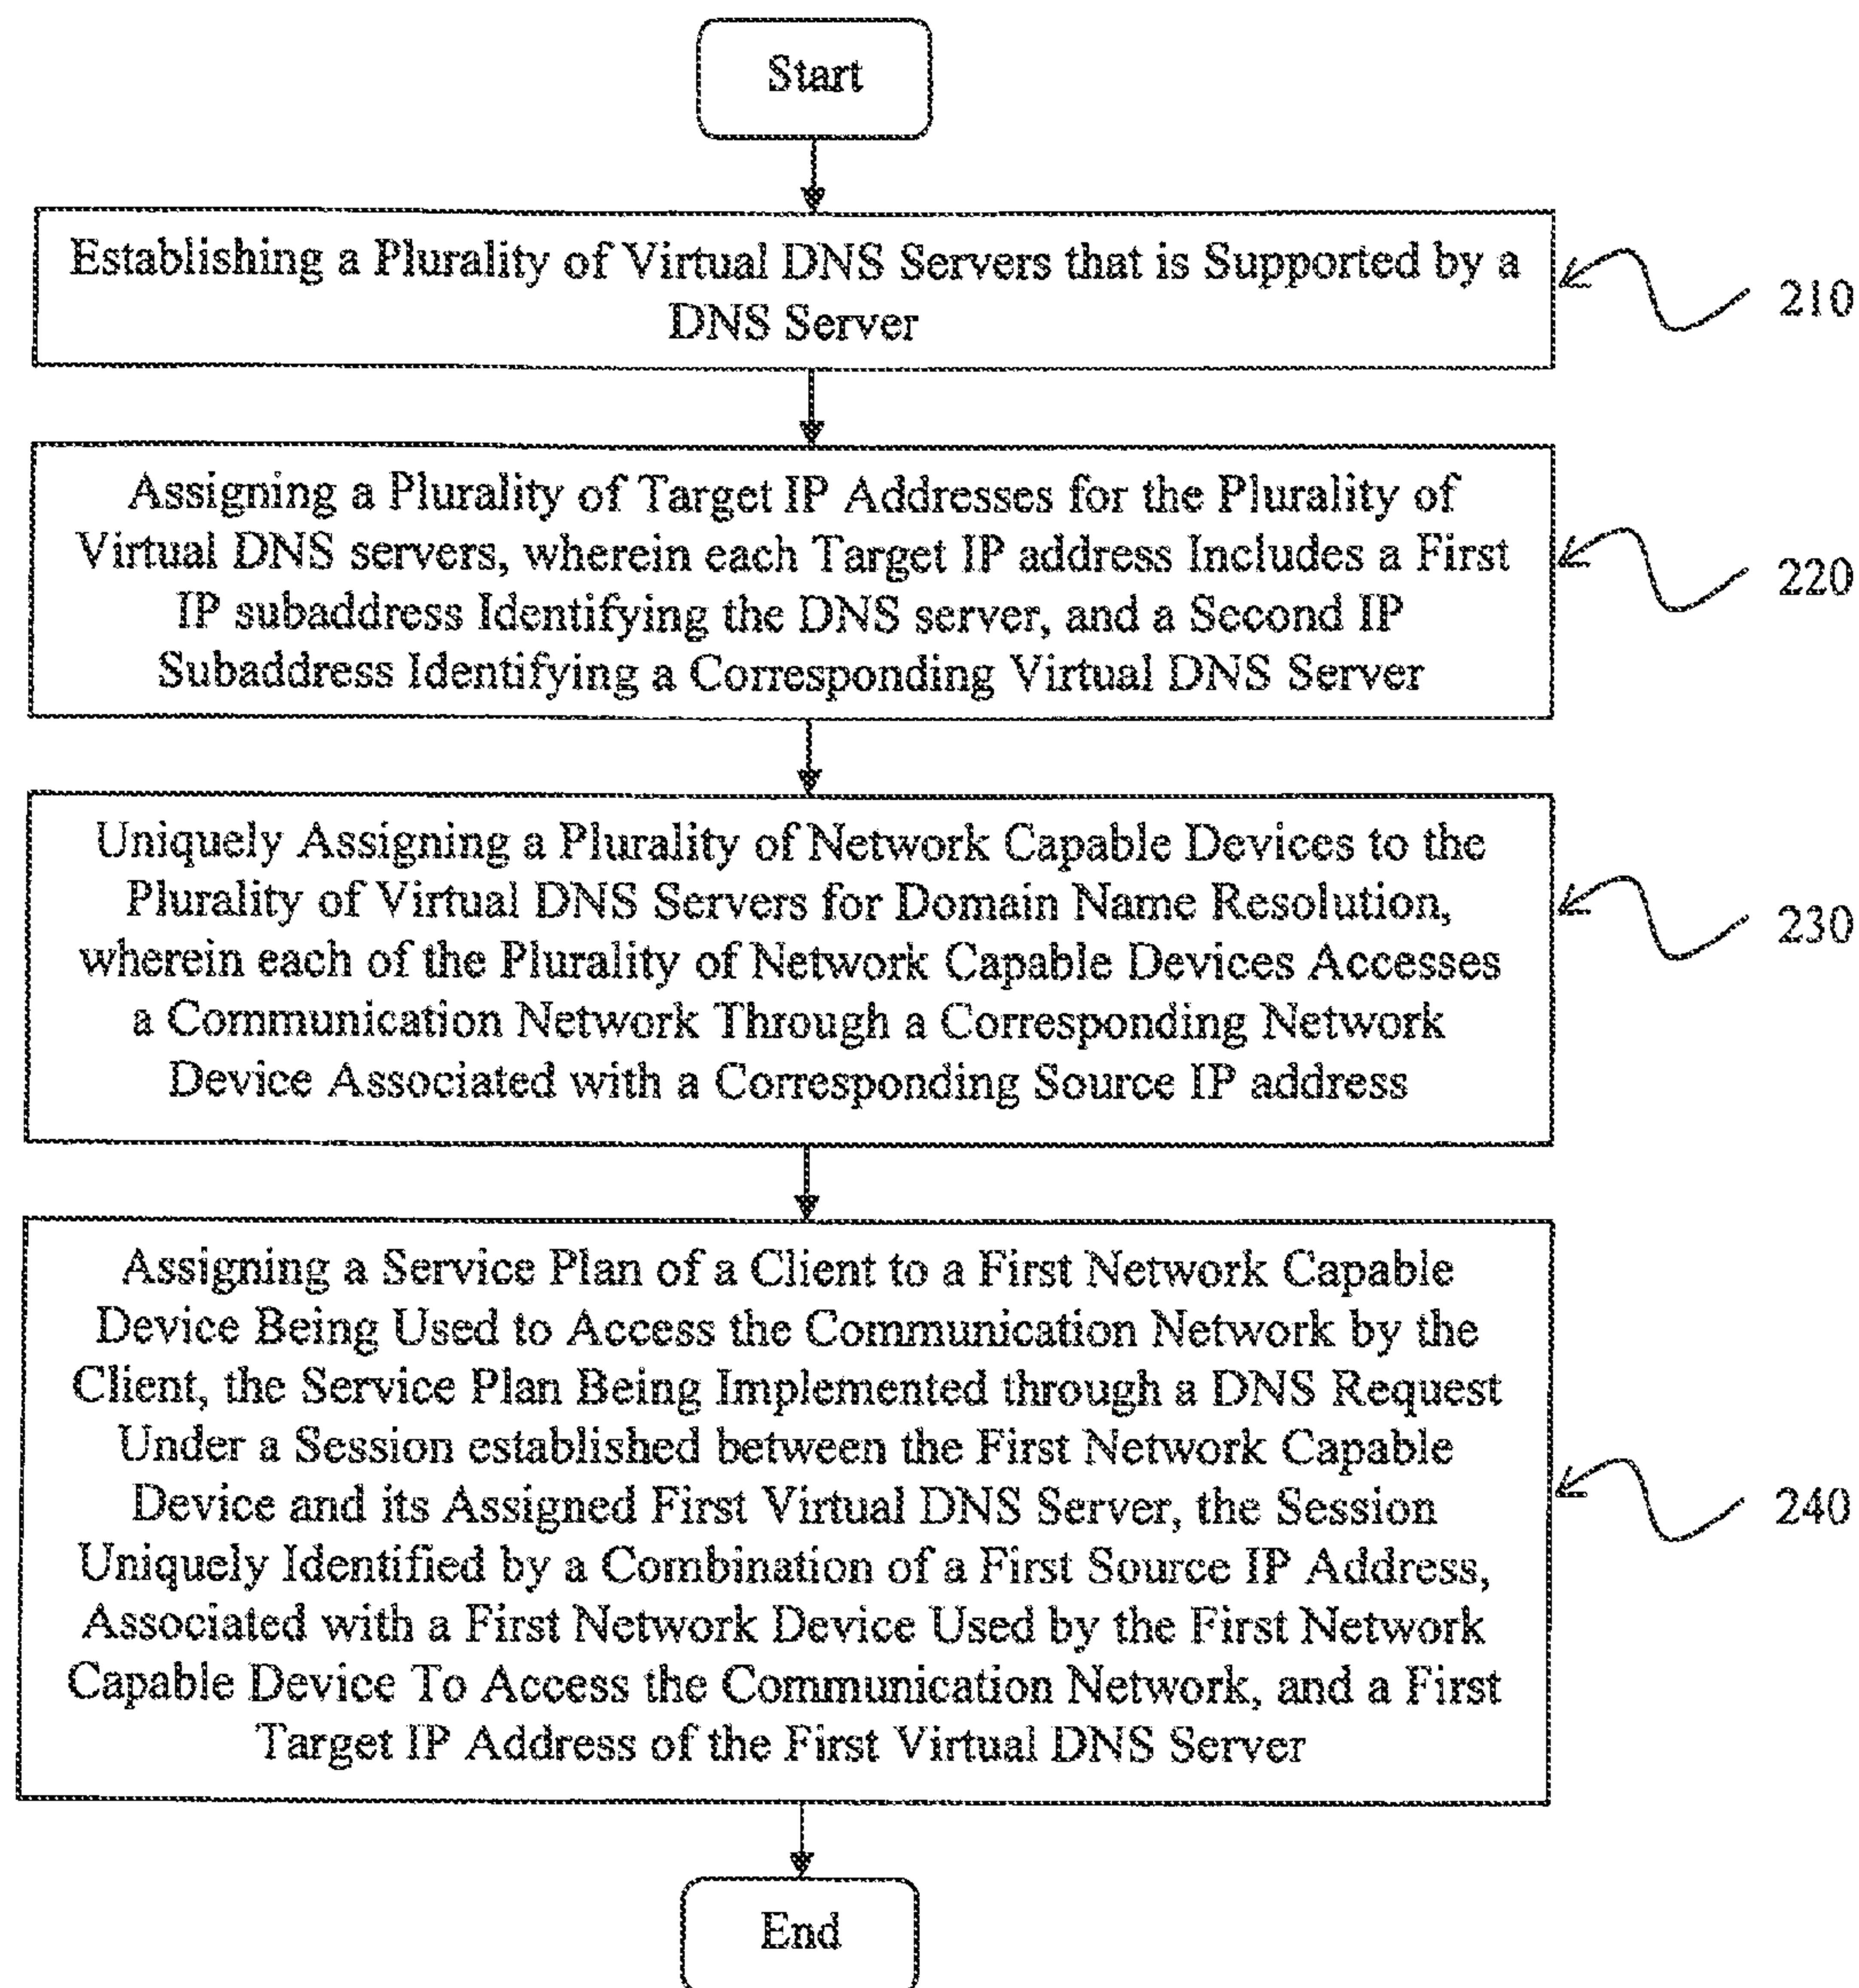 Start
Establishing a Plurality of Virtual DNS Servers that is Supported by a
DNS Server
210
Assigning a Plurality of Target IP Addresses for the Plurality of
Virtual DNS servers, wherein each Target IP address Includes a First
IP subaddress Identifying the DNS server, and a Second IP
Subaddress Identifying a Corresponding Virtual DNS Server
220
Uniquely Assigning a Plurality of Network Capable Devices to the
Plurality of Virtual DNS Servers for Domain Name Resolution,
wherein each of the Plurality of Network Capable Devices Accesses
a Communication Network Through a Corresponding Network
Device Associated with a Corresponding Source IP address
230
Assigning a Service Plan of a Client to a First Network Capable
Device Being Used to Access the Communication Network by the
Client, the Service Plan Being Implemented through a DNS Request
Under a Session established between the First Network Capable
Device and its Assigned First Virtual DNS Server, the Session
Uniquely Identified by a Combination of a First Source IP Address,
Associated with a First Network Device Used by the First Network
Capable Device To Access the Communication Network, and a First
Target IP Address of the First Virtual DNS Server
240
End